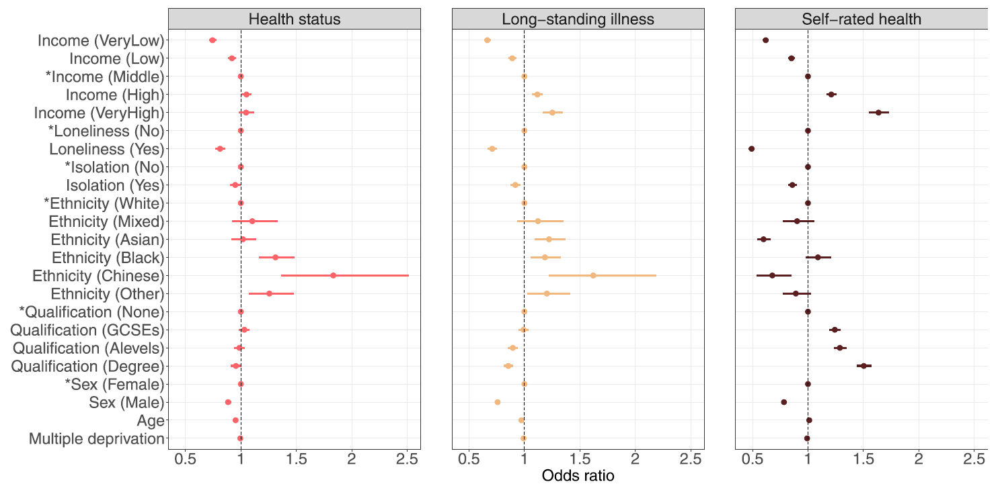 Health status
Long−standing illness
Self−rated health
Income (VeryLow)
Income (Low)
*Income (Middle)
Income (High)
Income (VeryHigh)
*Loneliness (No)
Loneliness (Yes)
*Isolation (No)
Isolation (Yes)
*Ethnicity (White)
Ethnicity (Mixed)
Ethnicity (Asian)
Ethnicity (Black)
Ethnicity (Chinese)
Ethnicity (Other)
*Qualification (None)
Qualification (GCSEs)
Qualification (Alevels)
Qualification (Degree)
*Sex (Female)
Sex (Male)
Age
Multiple deprivation
0.5 1 1.5 2 2.5
0.5 1 1.5 2 2.5
0.5 1 1.5 2 2.5
Odds ratio